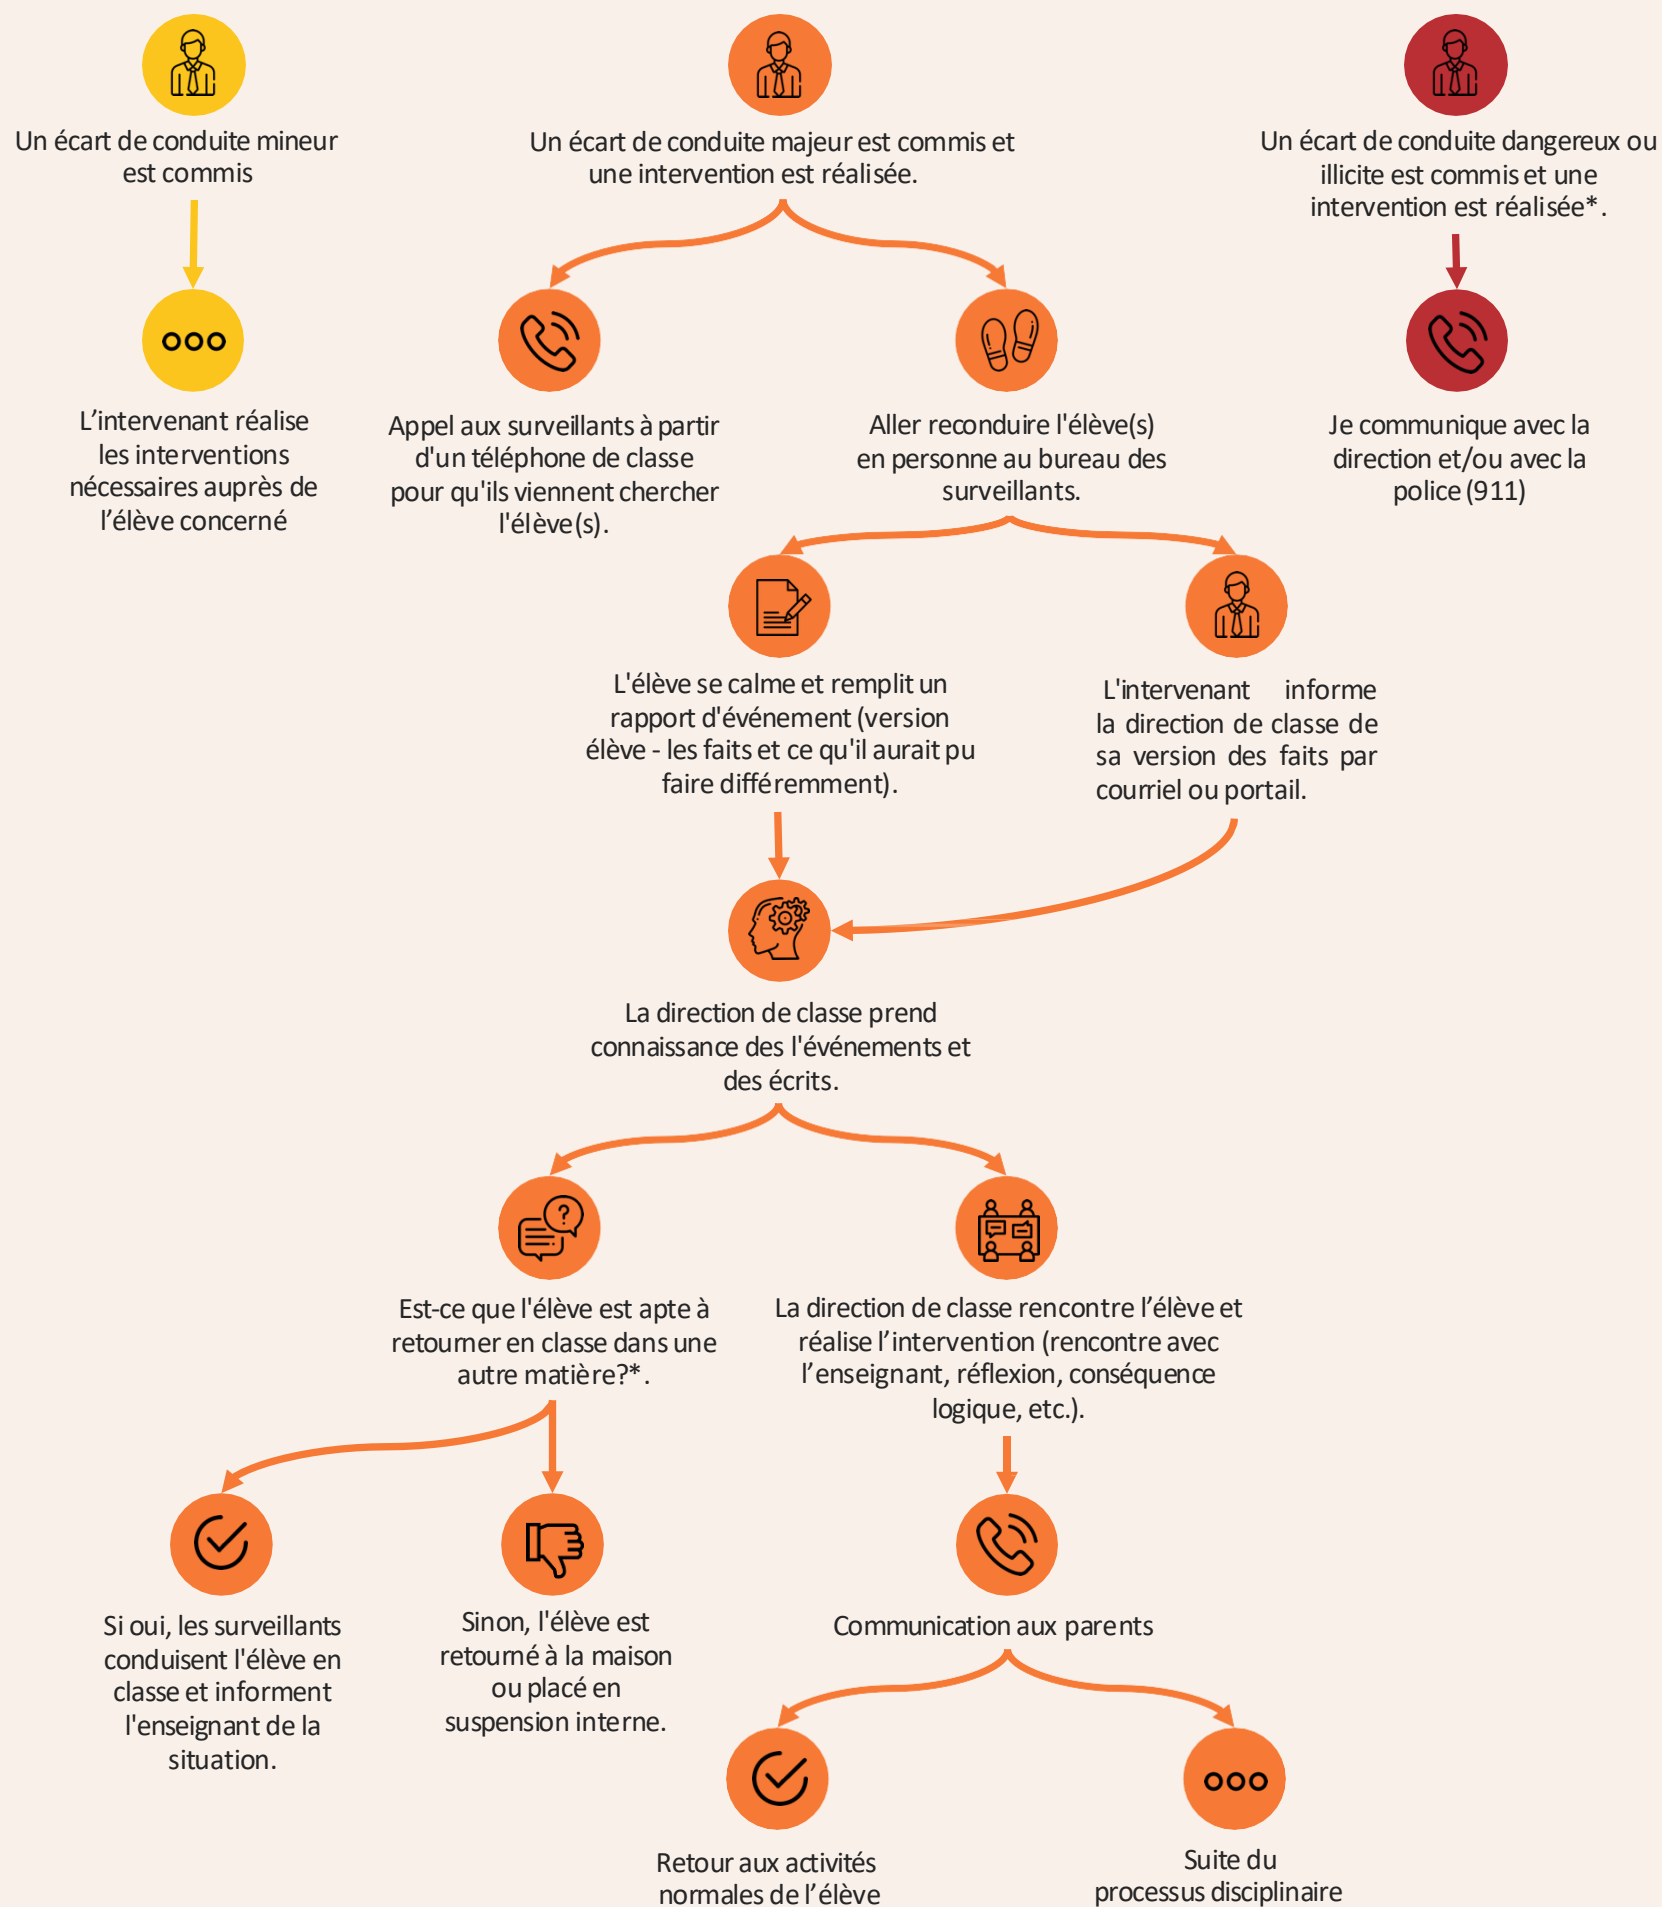 Un écart de conduite mineur
est commis
Un écart de conduite majeur est commis et
une intervention est réalisée.
Un écart de conduite dangereux ou
illicite est commis et une
intervention est réalisée*.
L’intervenant réalise
les interventions
nécessaires auprès de
l’élève concerné
Appel aux surveillants à partir
d'un téléphone de classe
pour qu'ils viennent chercher
l'élève(s).
Aller reconduire l'élève(s)
en personne au bureau des
surveillants.
Je communique avec la
direction et/ou avec la
police (911)
L'élève se calme et remplit un
rapport d'événement (version
élève - les faits et ce qu'il aurait pu
faire différemment).
L'intervenant informe
la direction de classe de
sa version des faits par
courriel ou portail.
La direction de classe prend
connaissance des l'événements et
des écrits.
Est-ce que l'élève est apte à
retourner en classe dans une
autre matière?*.
La direction de classe rencontre l’élève et
réalise l’intervention (rencontre avec
l’enseignant, réflexion, conséquence
logique, etc.).
Si oui, les surveillants
conduisent l'élève en
classe et informent
l'enseignant de la
situation.
Sinon, l'élève est
retourné à la maison
ou placé en
suspension interne.
Communication aux parents
Retour aux activités
normales de l’élève
Suite du
processus disciplinaire